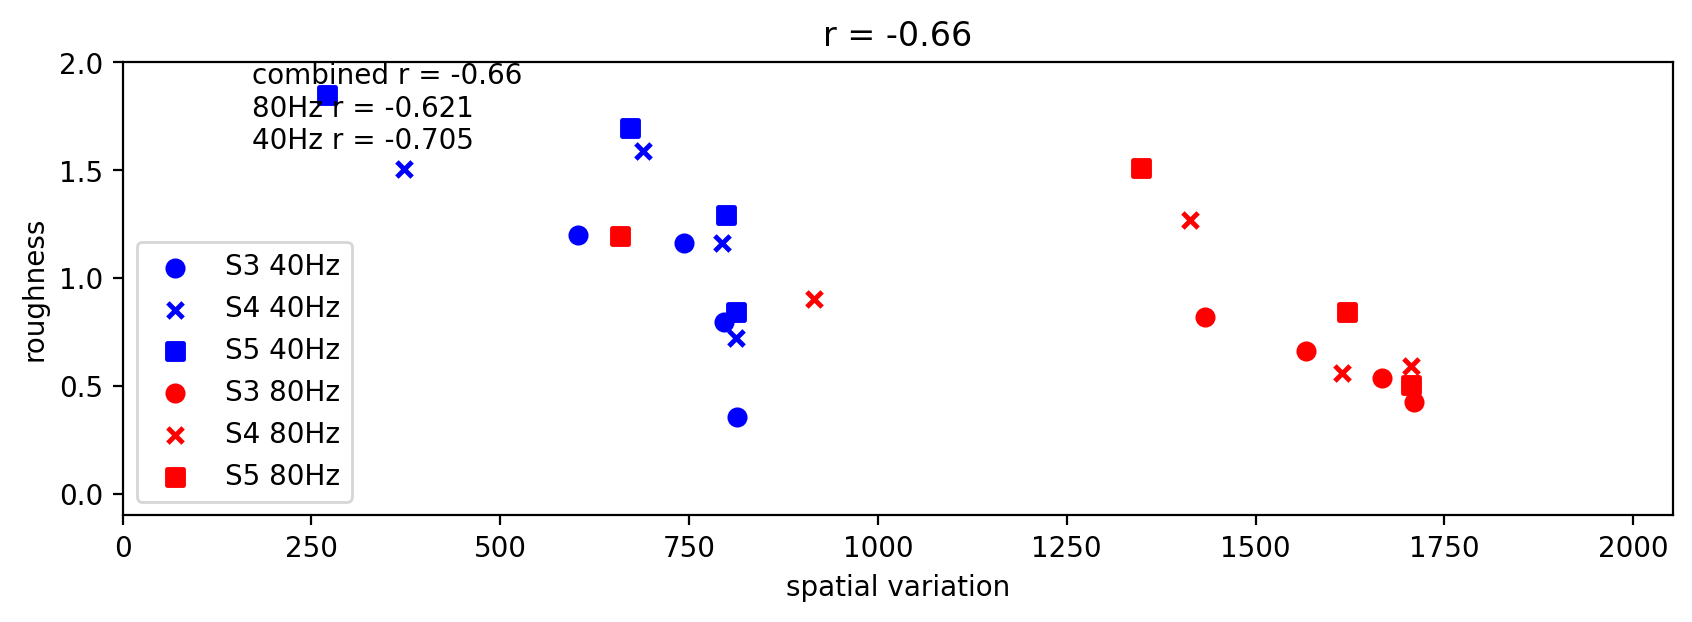 r = -0.66
combined r = -0.66
80Hz r = -0.621
40Hz r = -0.705
roughness
2.0
1.5
1.0
0.5
0.0
S3 40Hz
S4 40Hz
S5 40Hz
S3 80Hz
S4 80Hz
S5 80Hz
0 250 500 750 1000 1250 1500 1750 2000
spatial variation